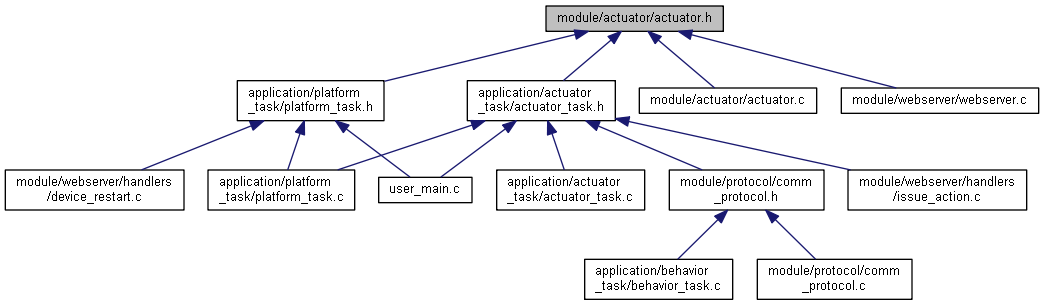 module/actuator/actuator.h
application/platform
_task/platform_task.h
application/actuator
_task/actuator_task.h
module/actuator/actuator.c
module/webserver/webserver.c
module/webserver/handlers
/device_restart.c
application/platform
_task/platform_task.c
user_main.c
application/actuator
_task/actuator_task.c
module/protocol/comm
_protocol.h
module/webserver/handlers
/issue_action.c
application/behavior
_task/behavior_task.c
module/protocol/comm
_protocol.c